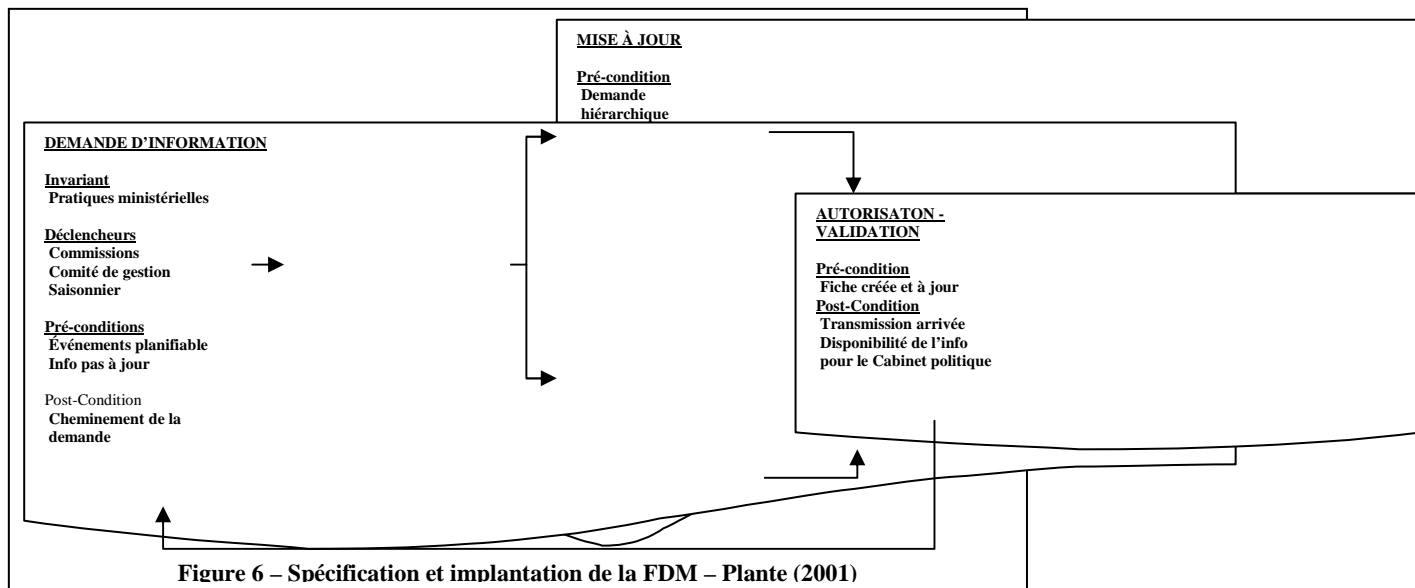 MISE À JOUR
Pré-condition
Demande
hiérarchique
DEMANDE D'INFORMATION
Invariant
Pratiques ministérielles
Déclencheurs
Commissions
Comité de gestion
Saisonnier
Pré-conditions
Événements planifiable
Info pas à jour
Post-Condition
Cheminement de la
demande
AUTORISATON -
VALIDATION
Pré-condition
Fiche créée et à jour
Post-Condition
Transmission arrivée
Disponibilité de l'info
pour le Cabinet politique
Figure 6 – Spécification et implantation de la FDM – Plante (2001)